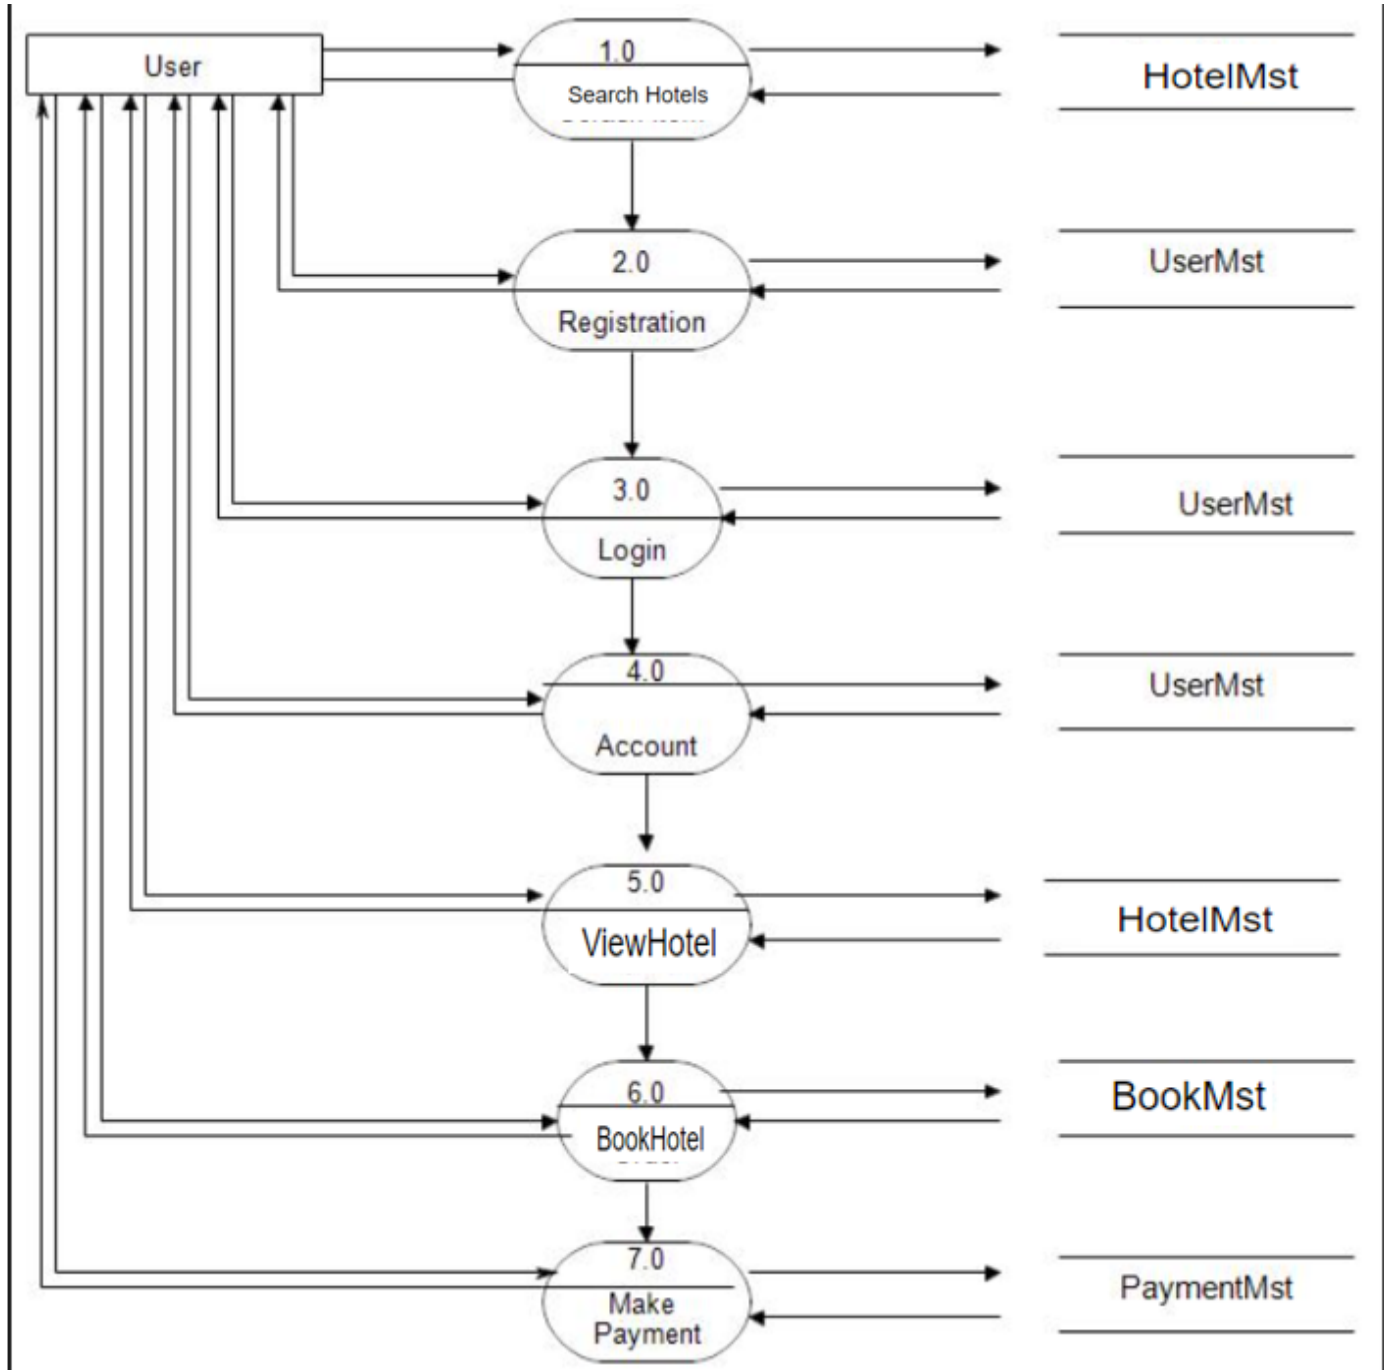 User
1.0
Search Hotels
HotelMst
2.0
Registration
UserMst
3.0
Login
UserMst
4.0
Account
UserMst
5.0
ViewHotel
HotelMst
6.0
BookHotel
BookMst
7.0
Make
Payment
PaymentMst